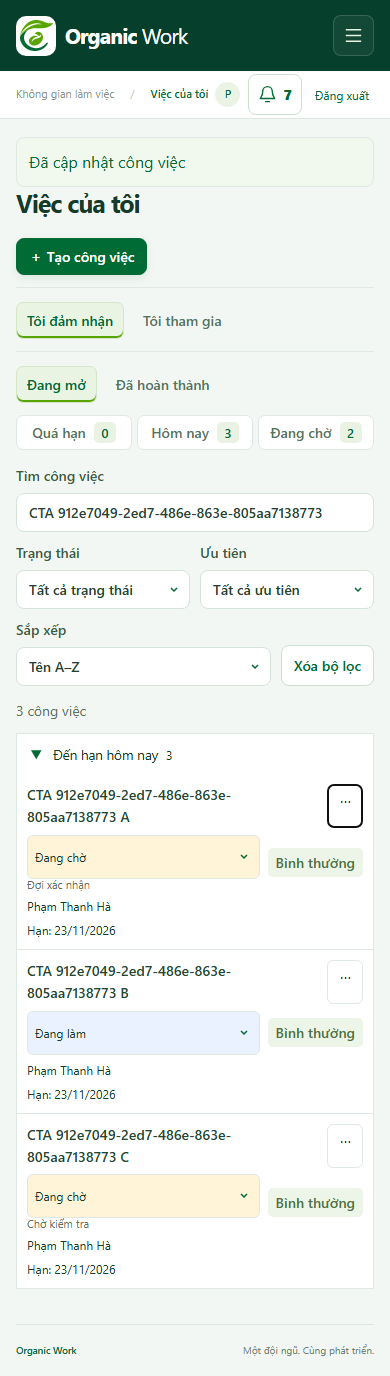 Organic Work
Không gian làm việc / Việc của tôi P 7 Đăng xuất
Đã cập nhật công việc
Việc của tôi
+ Tạo công việc
Tôi đảm nhận Tôi tham gia
Đang mở Đã hoàn thành
Quá hạn 0 Hôm nay 3 Đang chờ 2
Tìm công việc
CTA 912e7049-2ed7-486e-863e-805aa7138773
Trạng thái Ưu tiên
Tất cả trạng thái Tất cả ưu tiên
Sắp xếp
Tên A–Z Xóa bộ lọc
3 công việc
▼ Đến hạn hôm nay 3
CTA 912e7049-2ed7-486e-863e-
805aa7138773 A
...
Đang chờ Bình thường
Đợi xác nhận
Phạm Thanh Hà
Hạn: 23/11/2026
CTA 912e7049-2ed7-486e-863e-
805aa7138773 B
...
Đang làm Bình thường
Phạm Thanh Hà
Hạn: 23/11/2026
CTA 912e7049-2ed7-486e-863e-
805aa7138773 C
...
Đang chờ Bình thường
Chờ kiểm tra
Phạm Thanh Hà
Hạn: 23/11/2026
Organic Work Một đội ngũ. Cùng phát triển.